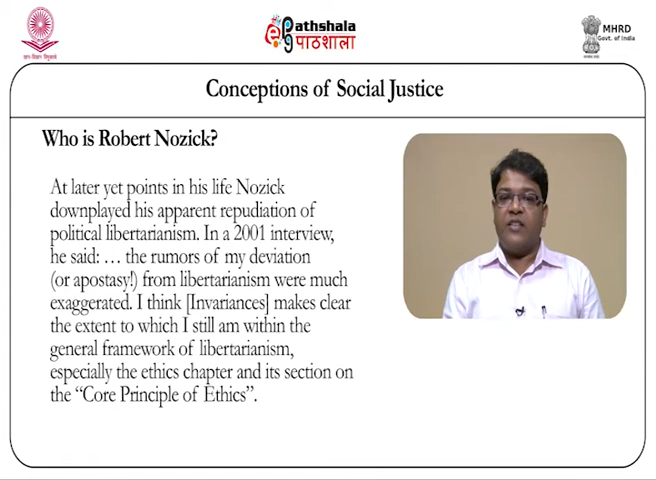 Pathshala
पाठशाला
MHRD
Govt. of India
Conceptions of Social Justice
Who is Robert Nozick?
At later yet points in his life Nozick
downplayed his apparent repudiation of
political libertarianism. In a 2001 interview,
he said: … the rumors of my deviation
(or apostasy!) from libertarianism were much
exaggerated. I think [Invariances] makes clear
the extent to which I still am within the
general framework of libertarianism,
especially the ethics chapter and its section on
the “Core Principle of Ethics”.